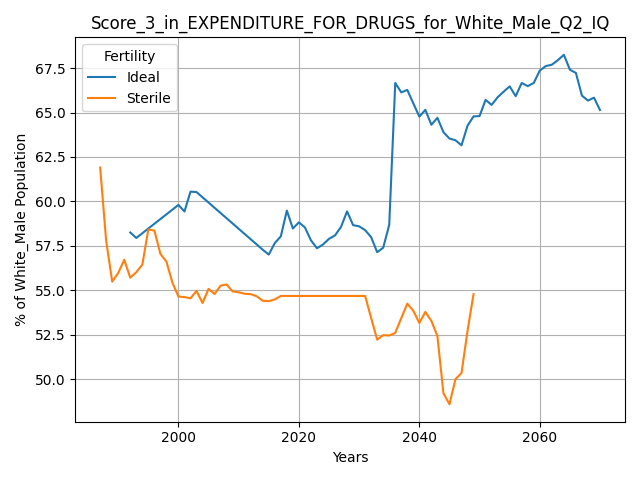 Score_3_in_EXPENDITURE_FOR_DRUGS_for_White_Male_Q2_IQ
Fertility
Ideal
Sterile
% of White_Male Population
67.5
65.0
62.5
60.0
57.5
55.0
52.5
50.0
2000
2020
2040
2060
Years